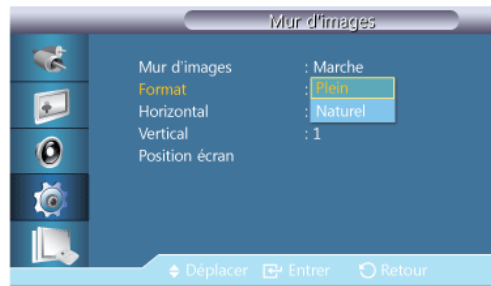 Mur d'images
Mur d'images : Marche
Format : Plein
Horizontal : Naturel
Vertical : 1
Position écran
Déplacer Entrer Retour